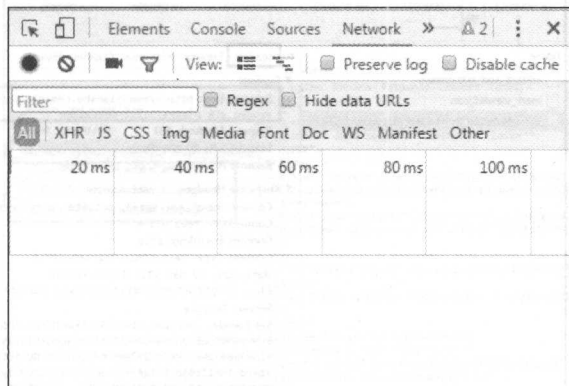 Elements Console Sources Network » 2
View: Preserve log Disable cache
Filter Regex Hide data URLs
All XHR JS CSS Img Media Font Doc WS Manifest Other
20 ms 40 ms 60 ms 80 ms 100 ms